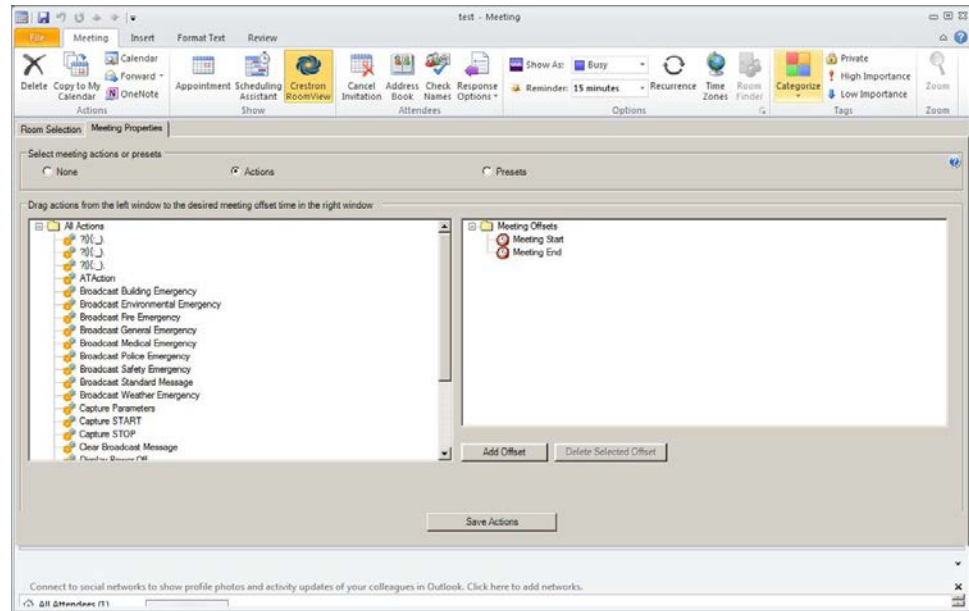 test - Meeting
File Meeting Insert Format Text Review
Delete
Copy to My Calendar
Calendar
Forward
OneNote
Actions
Appointment
Scheduling Assistant
Crestron RoomView
Show
Cancel Invitation
Address Book
Check Names
Response Options
Attendees
Show As: Busy
Reminder: 15 minutes
Recurrence
Time Zones
Room Finder
Options
Categorize
Private
High Importance
Low Importance
Tags
Zoom
Zoom
Room Selection Meeting Properties
Select meeting actions or presets
None Actions Presets
Drag actions from the left window to the desired meeting offset time in the right window
All Actions
ATAction
Broadcast Building Emergency
Broadcast Environmental Emergency
Broadcast Fire Emergency
Broadcast General Emergency
Broadcast Medical Emergency
Broadcast Police Emergency
Broadcast Safety Emergency
Broadcast Standard Message
Broadcast Weather Emergency
Capture Parameters
Capture START
Capture STOP
Clear Broadcast Message
Display Power Off
Meeting Offsets
Meeting Start
Meeting End
Add Offset Delete Selected Offset
Save Actions
Connect to social networks to show profile photos and activity updates of your colleagues in Outlook. Click here to add networks.
All Attendees (1)